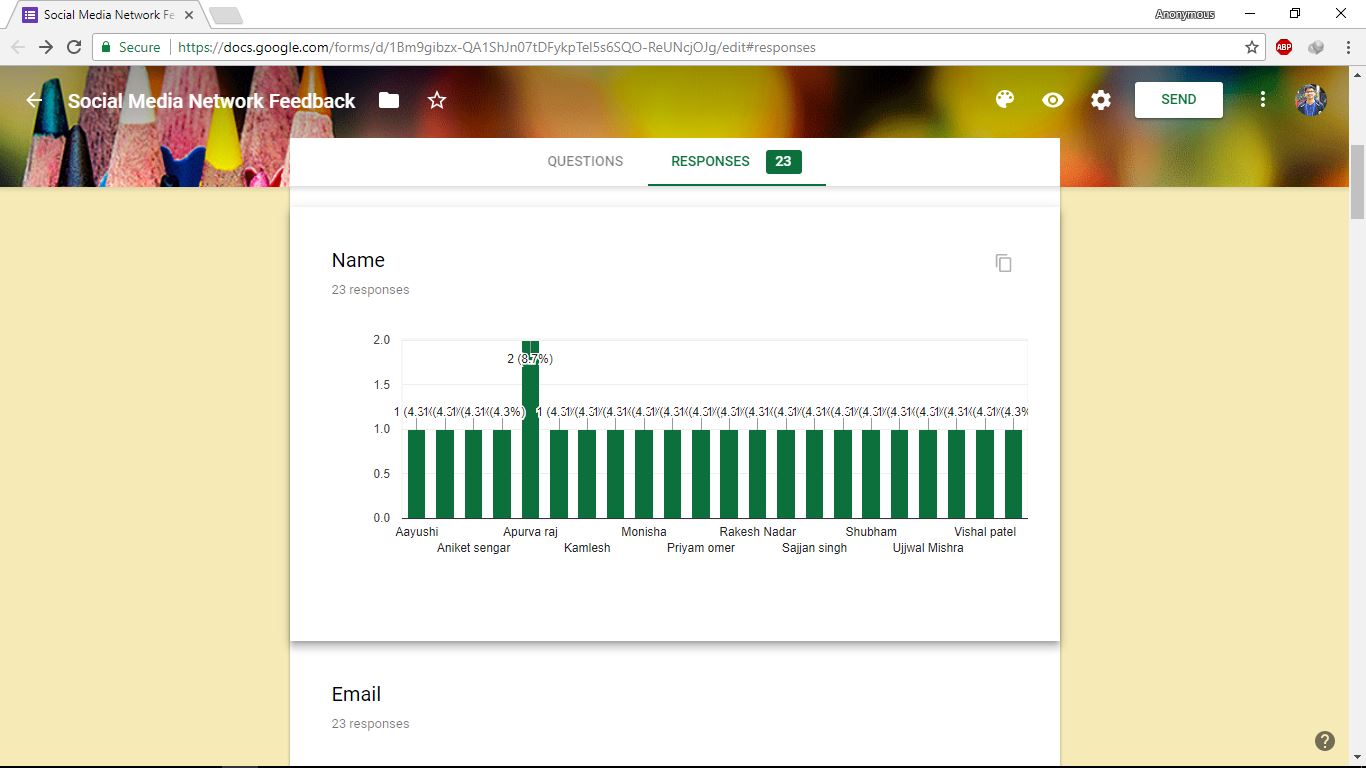 Social Media Network Fe
Anonymous
Secure https://docs.google.com/forms/d/1Bm9gibzx-QA1ShJn07tDFykpTeI5s6SQO-ReUNcjOJg/edit#responses
ABP
Social Media Network Feedback
SEND
QUESTIONS RESPONSES 23
Name
23 responses
2.0
2 (8.7%)
1.5
1 (4.3 (4.3 (4.3 (4.3%) 1 (4.3 (4.3 (4.3 (4.3 (4.3 (4.3 (4.3 (4.3 (4.3 (4.3 (4.3 (4.3 (4.3 (4.3 (4.3 (4.3 (4.3%
1.0
0.5
0.0
Aayushi Apurva raj Monisha Rakesh Nadar Shubham Vishal patel
Aniket sengar Kamlesh Priyam omer Sajjan singh Ujjwal Mishra
Email
23 responses